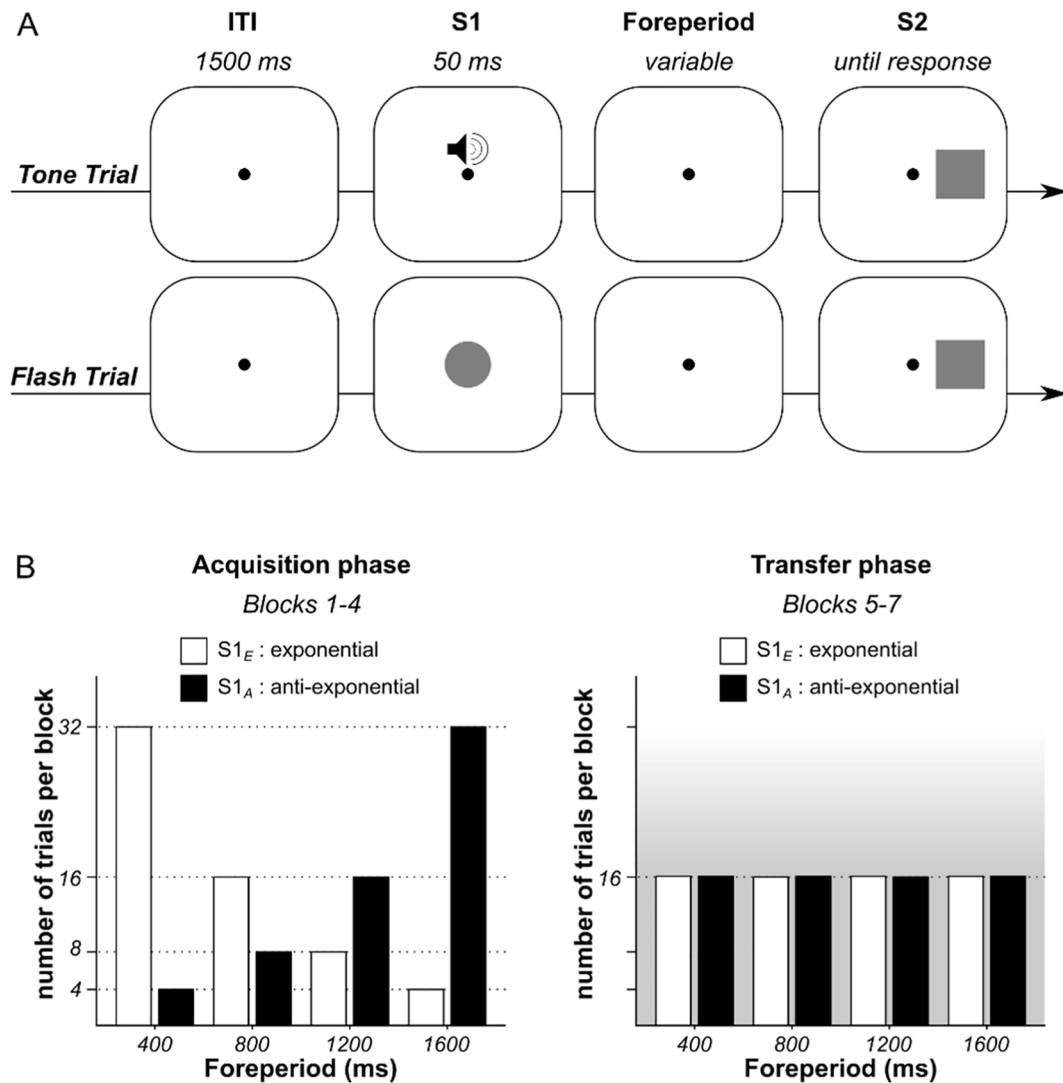 A
ITI S1 Foreperiod S2
1500 ms 50 ms variable until response
Tone Trial
Flash Trial
B
Acquisition phase
Blocks 1-4
S1E : exponential
S1A : anti-exponential
number of trials per block
32
16
8
4
400 800 1200 1600
Foreperiod (ms)
Transfer phase
Blocks 5-7
S1E : exponential
S1A : anti-exponential
number of trials per block
16
400 800 1200 1600
Foreperiod (ms)